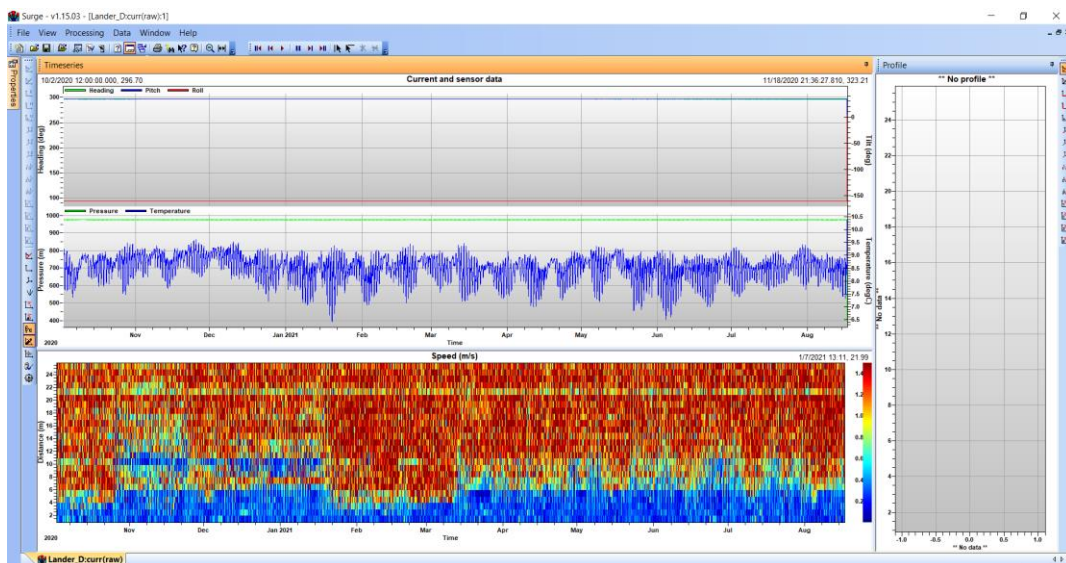 Surge - v1.15.03 - [Lander_D:curr(raw):1]
File View Processing Data Window Help
Properties
Timeseries
Profile
10/2/2020 12:00:08.000, 296.70
Current and sensor data
11/18/2020 21:36:27.810, 323.21
Heading Pitch Roll
Heading (deg)
300
250
200
150
100
Tilt (deg)
0
-50
-100
-150
Pressure Temperature
Pressure (m)
1000
900
800
700
600
500
400
Temperature (degC)
10.5
10.0
9.5
9.0
8.5
8.0
7.5
7.0
6.5
Nov Dec Jan 2021 Feb Mar Apr May Jun Jul Aug
2020
Time
Speed (m/s)
1/7/2021 13:11, 21.99
Distance (m)
24
22
20
18
16
14
12
10
8
6
4
2
1.4
1.2
1.0
0.8
0.6
0.4
0.2
Nov Dec Jan 2021 Feb Mar Apr May Jun Jul Aug
2020
Time
** No profile **
** No data **
24
22
20
18
16
14
12
10
8
6
4
2
-1.0 -0.5 0.0 0.5 1.0
** No data **
Lander_D:curr(raw)